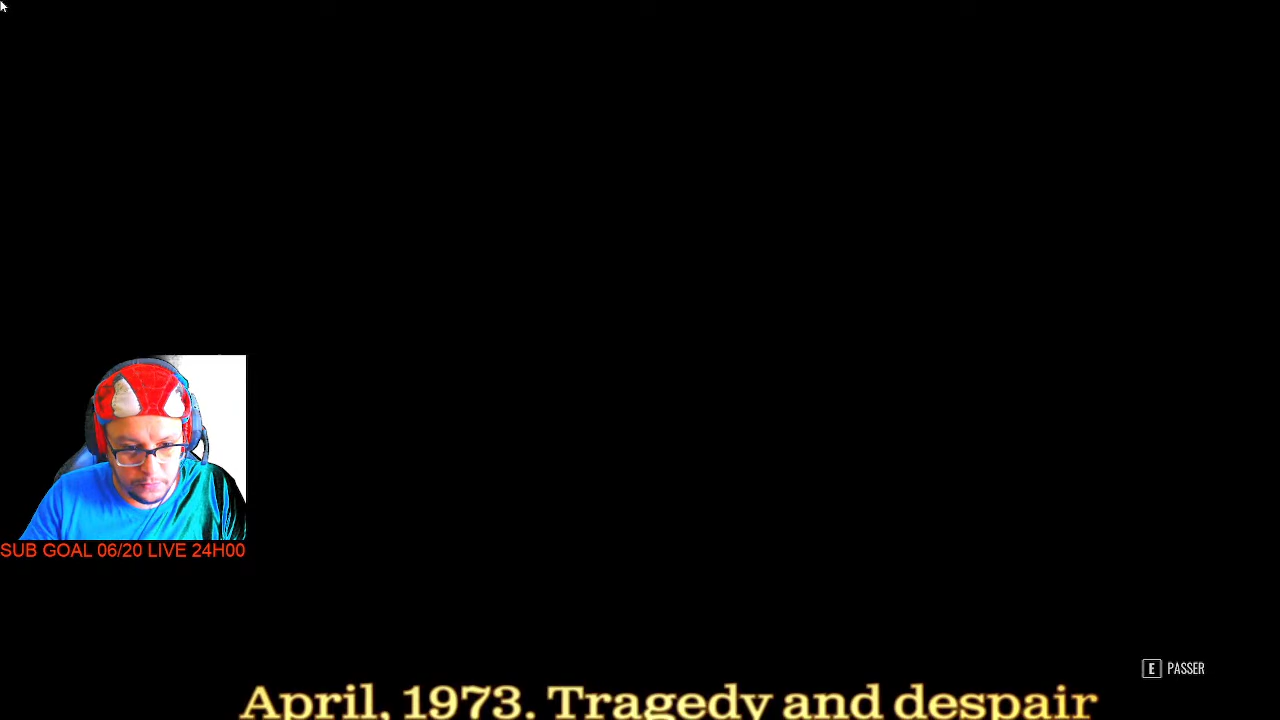 SUB GOAL 06/20 LIVE 24H00
E PASSER
April, 1973. Tragedy and despair